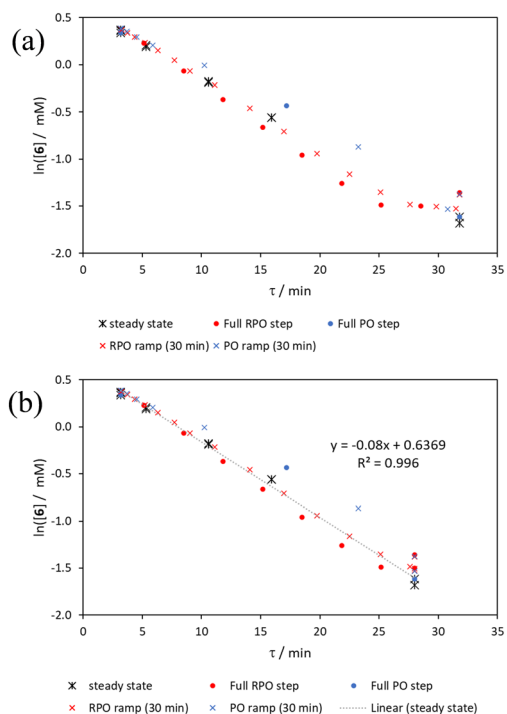 (a)
0.5
0.0
-0.5
-1.0
-1.5
-2.0
ln([6] / mM)
0 5 10 15 20 25 30 35
τ / min
steady state Full RPO step Full PO step
RPO ramp (30 min) PO ramp (30 min)
(b)
0.5
0.0
-0.5
-1.0
-1.5
-2.0
ln([6] / mM)
y = -0.08x + 0.6369
R² = 0.996
0 5 10 15 20 25 30 35
τ / min
steady state Full RPO step Full PO step
RPO ramp (30 min) PO ramp (30 min) Linear (steady state)